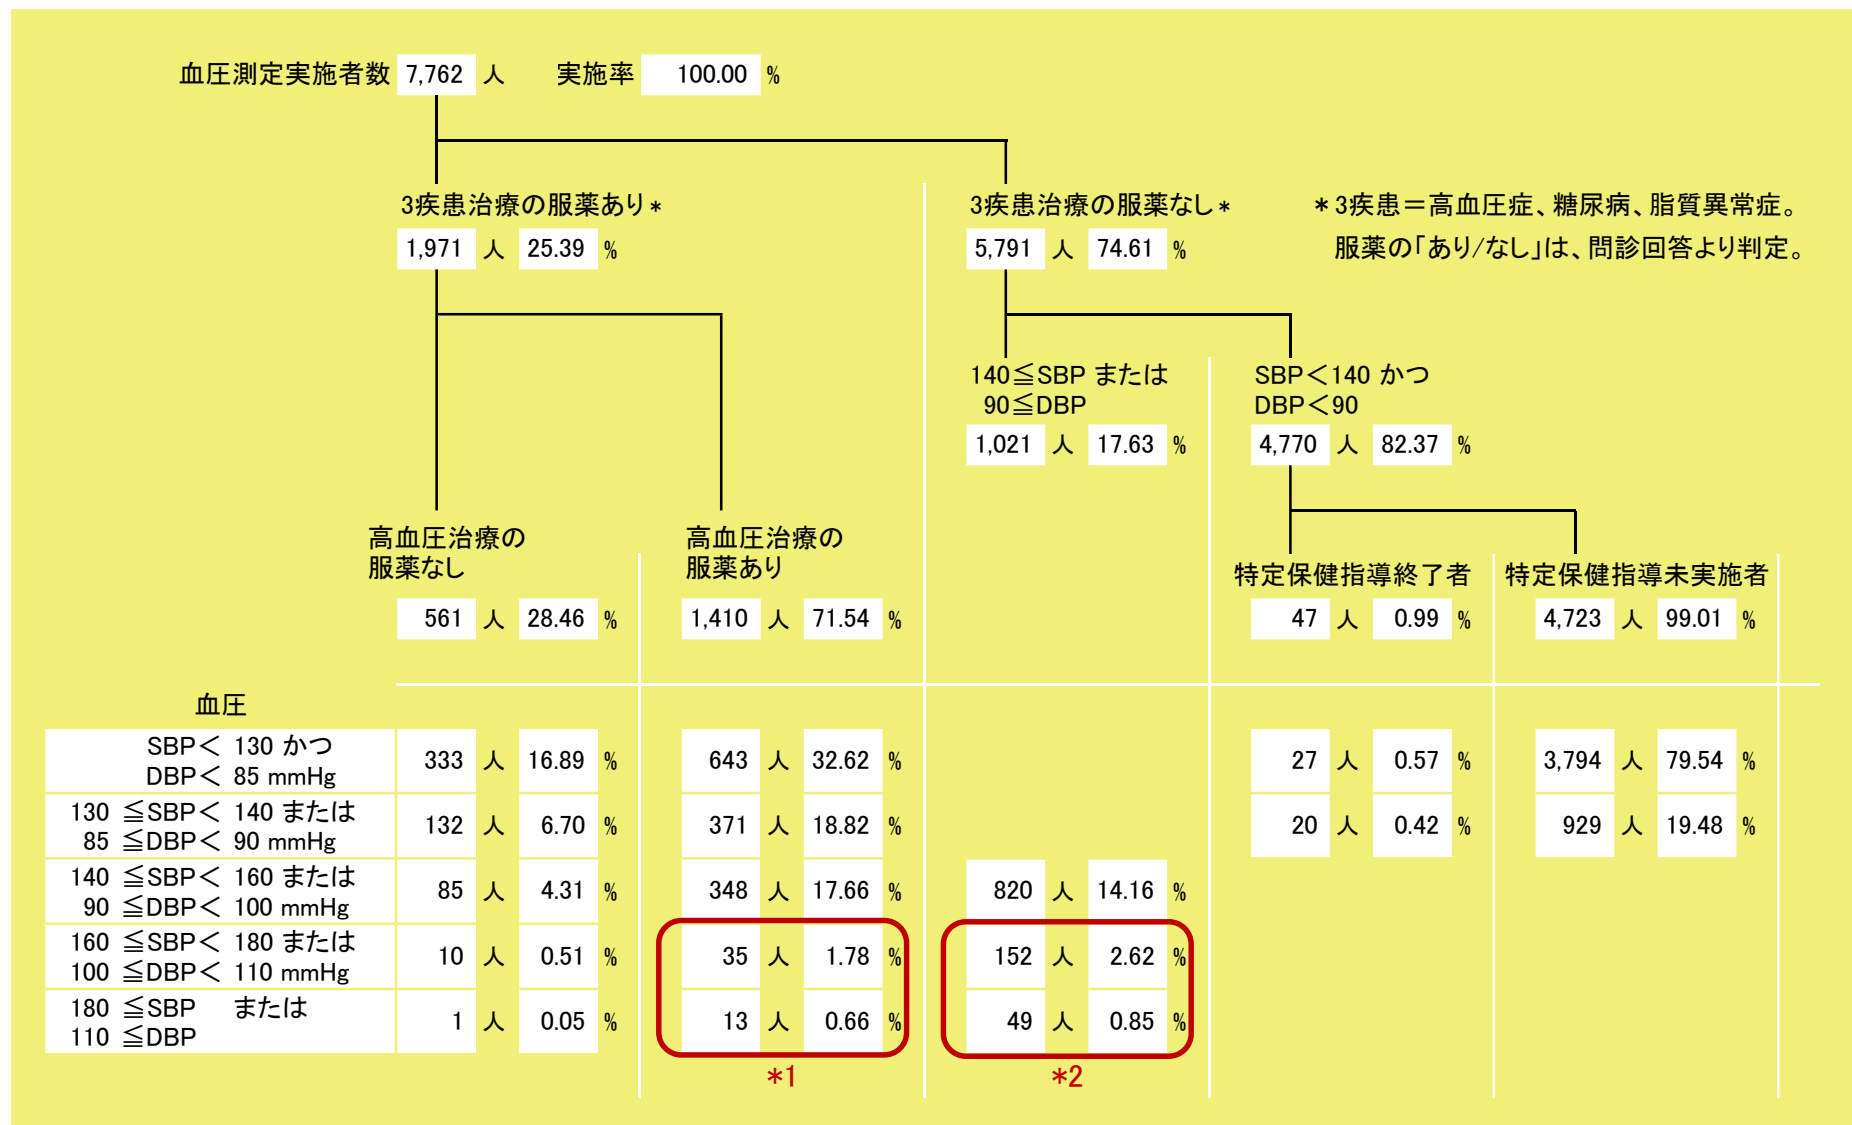 血圧測定実施者数 7,762 人 実施率 100.00 %
3疾患治療の服薬あり* 3疾患治療の服薬なし* *3疾患＝高血圧症、糖尿病、脂質異常症。
1,971 人 25.39 % 5,791 人 74.61 % 服薬の「あり/なし」は、問診回答より判定。
140≦SBP または SBP＜140 かつ
90≦DBP DBP＜90
1,021 人 17.63 % 4,770 人 82.37 %
高血圧治療の 高血圧治療の
服薬なし 服薬あり 特定保健指導終了者 特定保健指導未実施者
561 人 28.46 % 1,410 人 71.54 % 47 人 0.99 % 4,723 人 99.01 %
血圧
SBP＜ 130 かつ
DBP＜ 85 mmHg
333 人 16.89 % 643 人 32.62 % 27 人 0.57 % 3,794 人 79.54 %
130 ≦SBP＜ 140 または
85 ≦DBP＜ 90 mmHg
132 人 6.70 % 371 人 18.82 % 20 人 0.42 % 929 人 19.48 %
140 ≦SBP＜ 160 または
90 ≦DBP＜ 100 mmHg
85 人 4.31 % 348 人 17.66 % 820 人 14.16 %
160 ≦SBP＜ 180 または
100 ≦DBP＜ 110 mmHg
10 人 0.51 % 35 人 1.78 % 152 人 2.62 %
180 ≦SBP または
110 ≦DBP
1 人 0.05 % 13 人 0.66 % 49 人 0.85 %
*1 *2